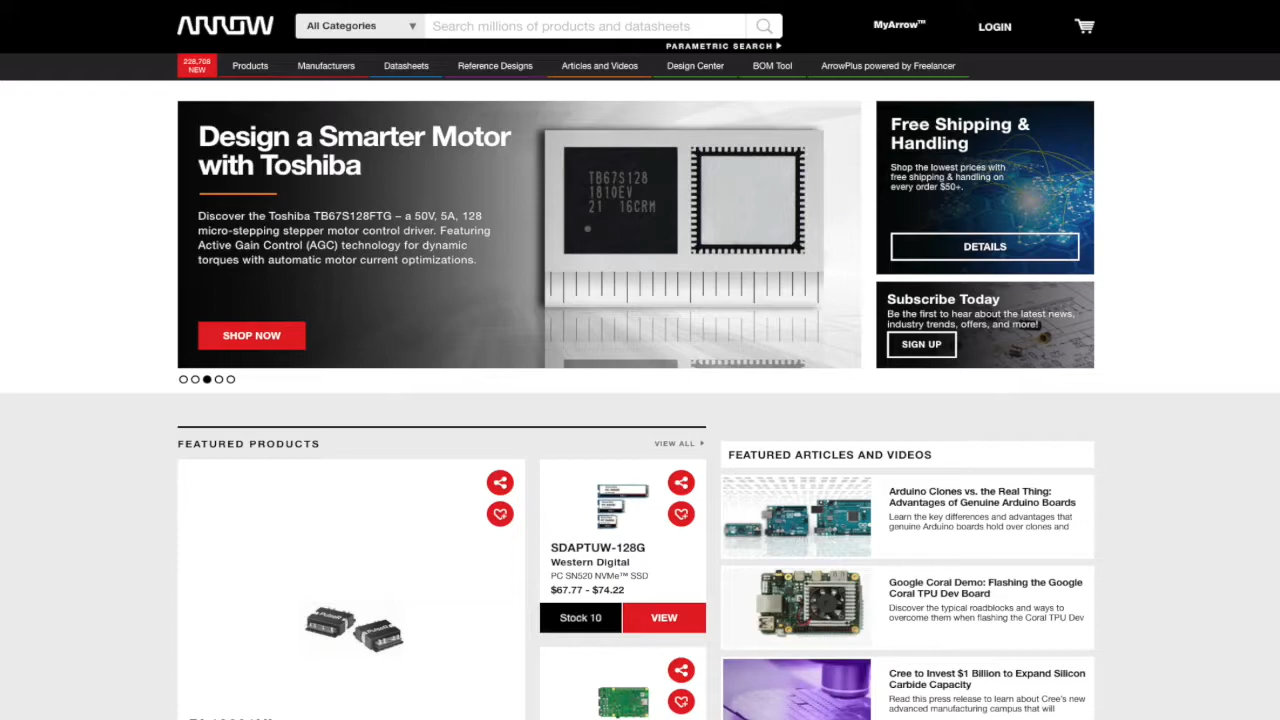 ARROW
All Categories ▼
Search millions of products and datasheets
MyArrow™
LOGIN
PARAMETRIC SEARCH
228,708
NEW
Products
Manufacturers
Datasheets
Reference Designs
Articles and Videos
Design Center
BOM Tool
ArrowPlus powered by Freelancer
Design a Smarter Motor
with Toshiba
Discover the Toshiba TB67S128FTG – a 50V, 5A, 128
micro-stepping stepper motor control driver. Featuring
Active Gain Control (AGC) technology for dynamic
torques with automatic motor current optimizations.
SHOP NOW
TB67S128
1810EV
21 16CRM
Free Shipping &
Handling
Shop the lowest prices with
free shipping & handling on
every order $50+.
DETAILS
Subscribe Today
Be the first to hear about the latest news,
industry trends, offers, and more!
SIGN UP
FEATURED PRODUCTS
VIEW ALL
SDAPTUW-128G
Western Digital
PC SN520 NVMe™ SSD
$67.77 - $74.22
Stock 10
VIEW
FEATURED ARTICLES AND VIDEOS
Arduino Clones vs. the Real Thing:
Advantages of Genuine Arduino Boards
Learn the key differences and advantages that
genuine Arduino boards hold over clones and
Google Coral Demo: Flashing the Google
Coral TPU Dev Board
Discover the typical roadblocks and ways to
overcome them when flashing the Coral TPU Dev
Cree to Invest $1 Billion to Expand Silicon
Carbide Capacity
Read this press release to learn about Cree's new
advanced manufacturing campus that will